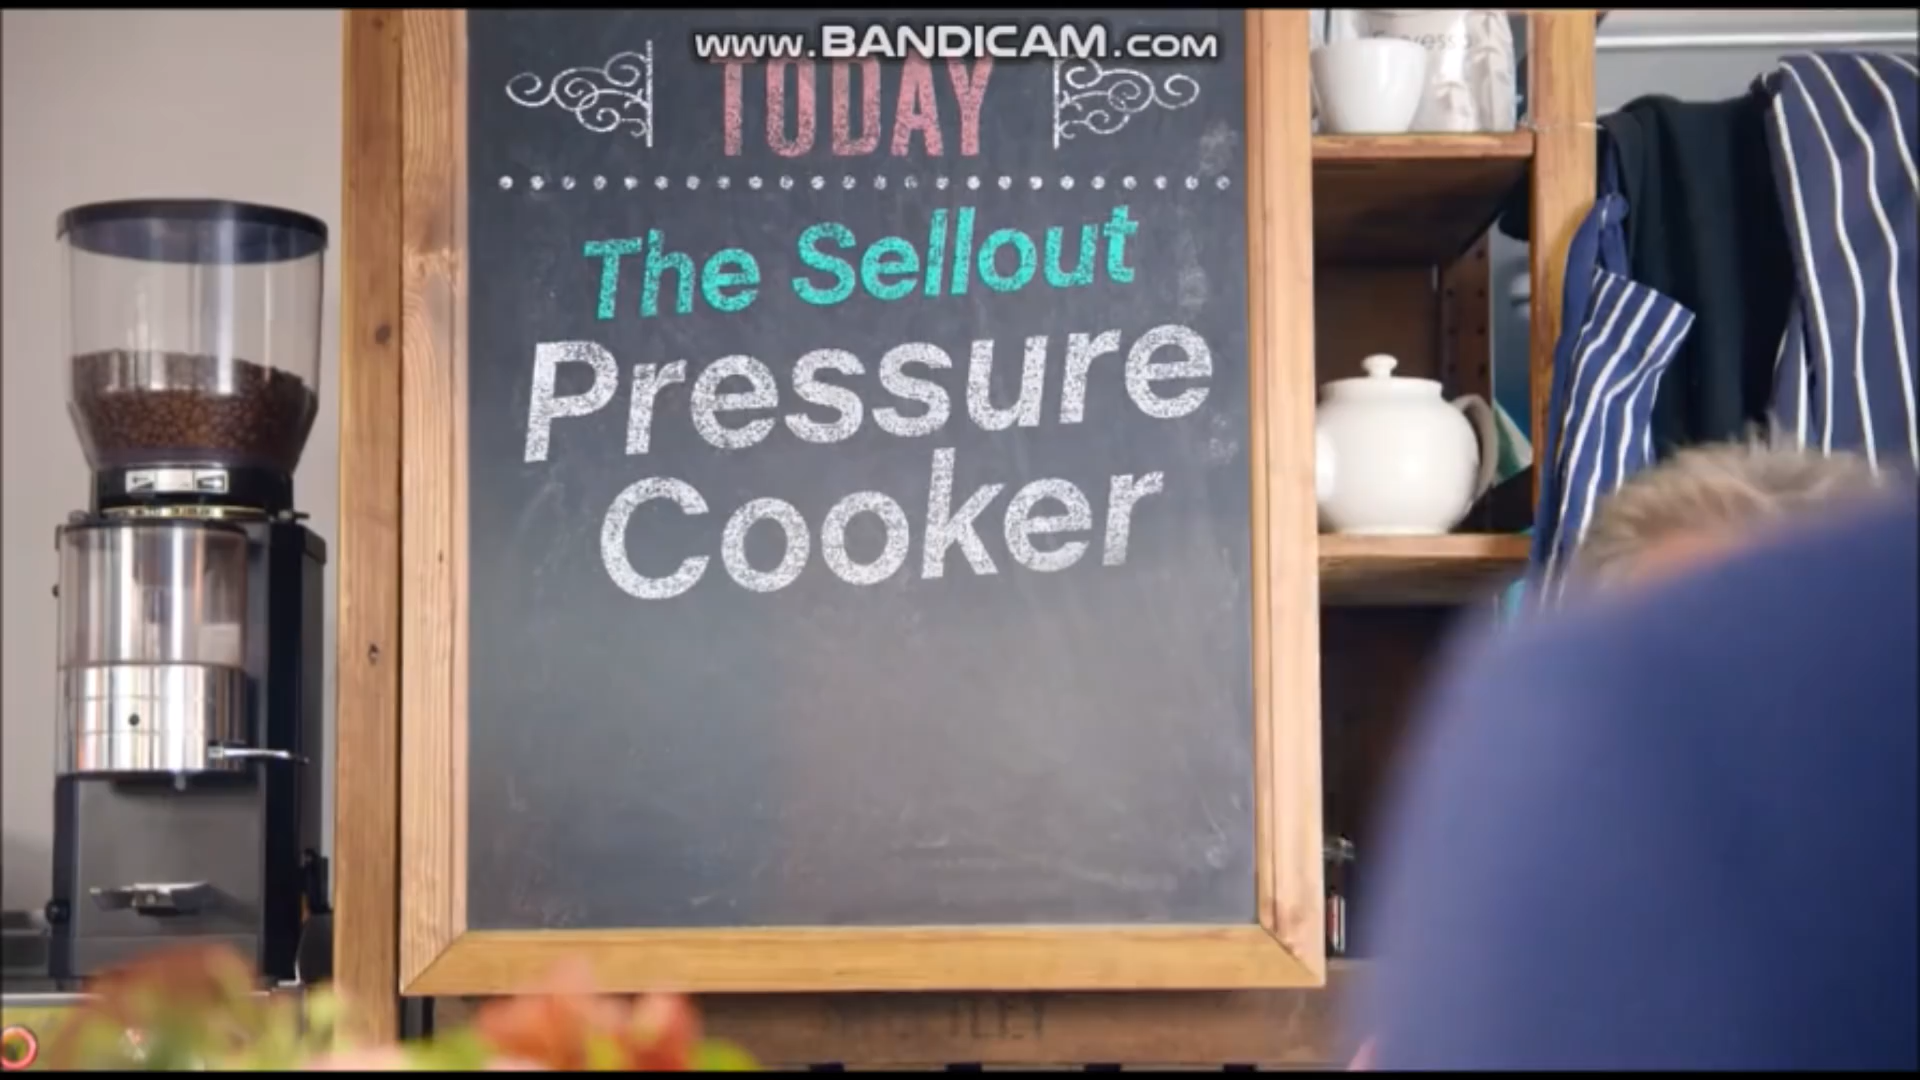 www.BANDICAM.com
TODAY
The Sellout
Pressure
Cooker